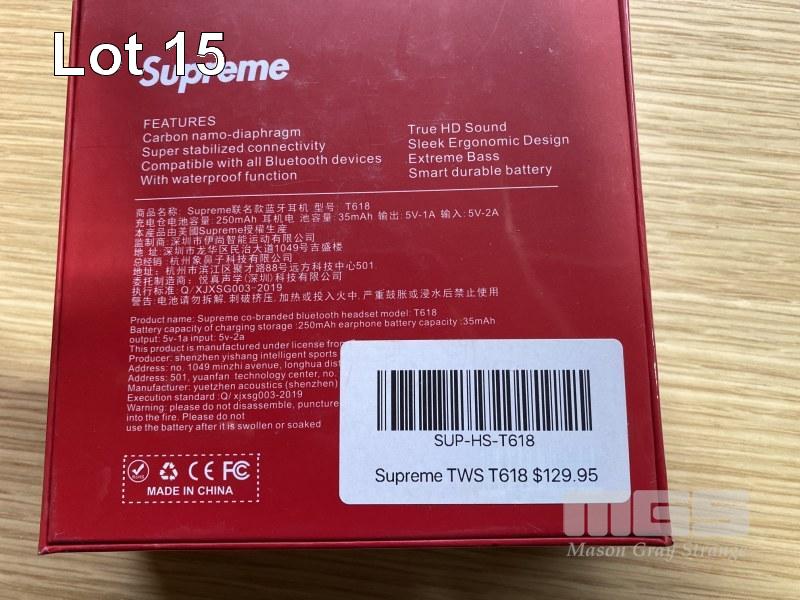 Lot 15
Supreme
FEATURES
Carbon namo-diaphragm
Super stabilized connectivity
Compatible with all Bluetooth devices
With waterproof function
True HD Sound
Sleek Ergonomic Design
Extreme Bass
Smart durable battery
商品名称: Supreme联名款蓝牙耳机 型号: T618
充电仓电池容量: 250mAh 耳机电 池容量: 35mAh 输出: 5V-1A 输入: 5V-2A
本産品由美國Supreme授權生産
监制商: 深圳市伊尚智能运动有限公司
地 址: 深圳市龙华区民治大道1049号吉盛楼
总经销: 杭州象鼻子科技有限公司
地址: 杭州市滨江区聚才路88号远方科技中心501
委托制造商: 悦真声学(深圳)科技有限公司
执行标准: Q/XJXSG003-2019
警告: 电池请勿拆解, 刺破挤压, 加热或投入火中, 严重鼓胀或浸水后禁止使用
Product name: Supreme co-branded bluetooth headset model: T618
Battery capacity of charging storage :250mAh earphone battery capacity :35mAh
output: 5v-1a input: 5v-2a
This product is manufactured under license from
Producer: shenzhen yishang intelligent sports
Address: no. 1049 minzhi avenue, longhua dist
Address: 501, yuanfan technology center, no.
Manufacturer: yuetzhen acoustics (shenzhen)
Execution standard :Q/ xjxsg003-2019
Warning: please do not disassemble, puncture
into the fire. Please do not
use the battery after it is swollen or soaked
RoHS CE FC
MADE IN CHINA
SUP-HS-T618
Supreme TWS T618 $129.95
MGS
Mason Gray Strange